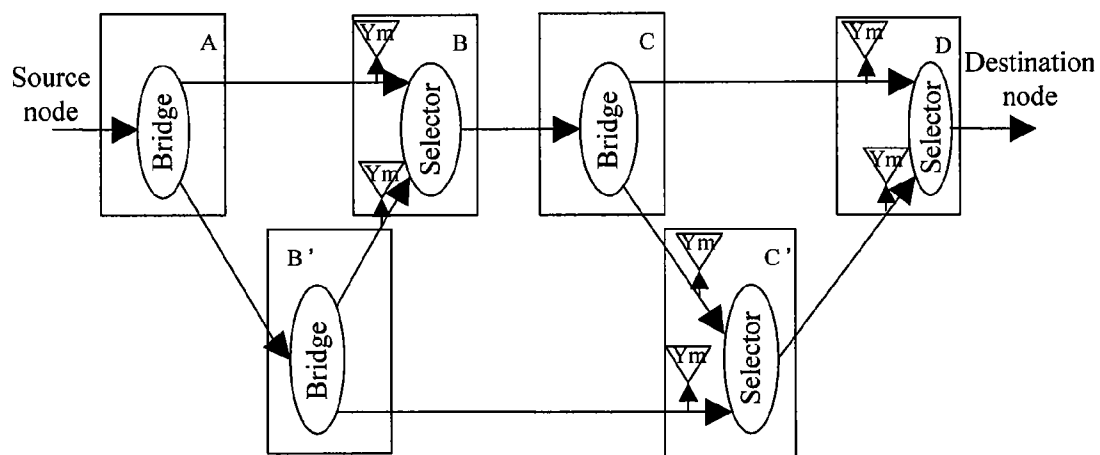 Source
node
A
Bridge
Ym
B
Ym
Selector
C
Bridge
Ym
D
Ym
Selector
Destination
node
B'
Bridge
Ym
C'
Ym
Selector